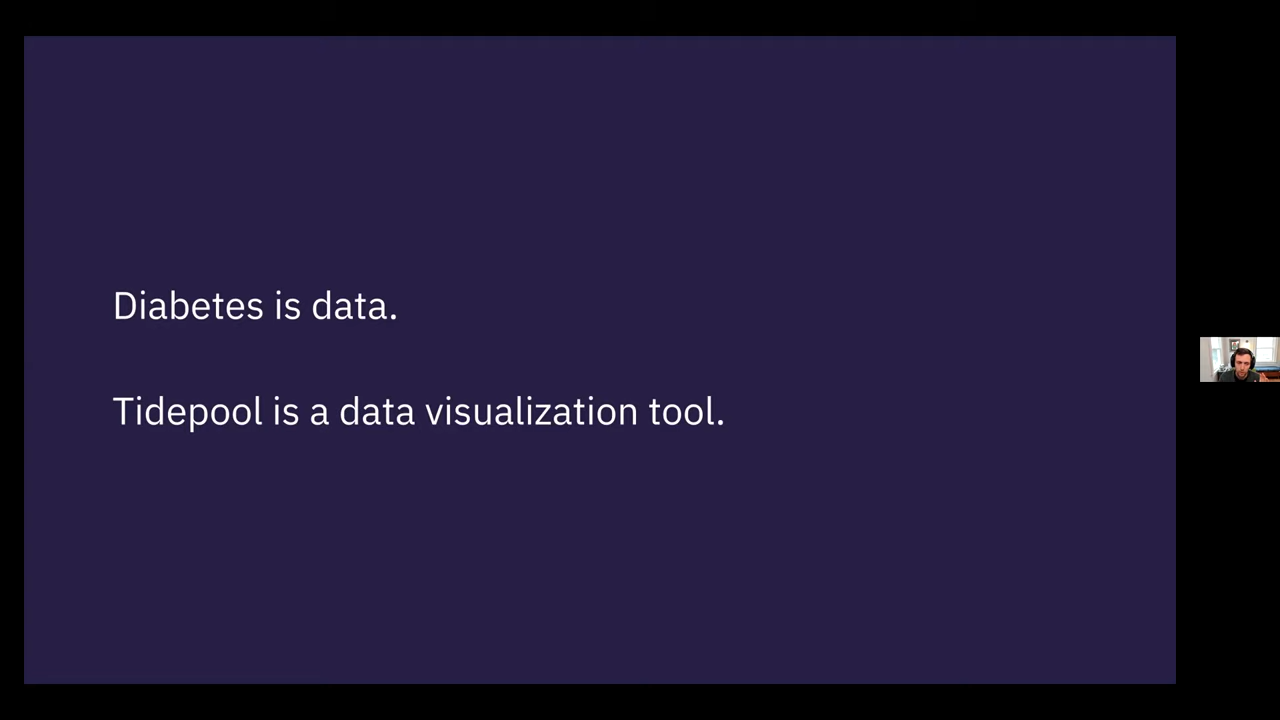 Diabetes is data.
Tidepool is a data visualization tool.